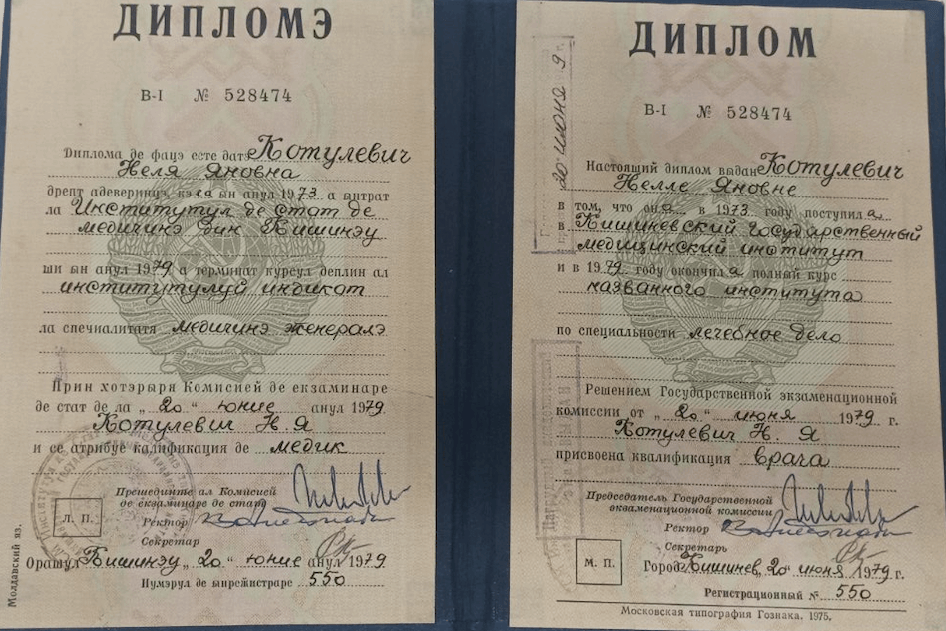 ДИПЛОМЭ
В-I № 528474
Диплома де фацэ есте датэ Котулевич
Неля Яновна
дрепт адеверинцэ, кэ еа ын анул 1973 а ынтрат
ла Институтул де стат де
медичинэ дин Кишинэу
ши ын анул 1979 а терминат курсул деплин ал
институтулуй индикат
ла спечиалитатя медичинэ женералэ
Прин хотэрыря Комисией де екзаминаре
де стат де ла „20“ юние анул 1979
Котулевич Н. Я
и се атрибуе калификация де медик
Прешединте ал Комисией
де екзаминаре де стат
Л. П.
Ректор
Секретар
Орашул Кишинэу „20“ юние анул 1979
Нумэрул де ынрежистраре 550
Молдавский яз.
ДИПЛОМ
В-I № 528474
20 июня 9 г.
Настоящий диплом выдан Котулевич
Нелле Яновне
в том, что она в 1973 году поступила
в Кишиневский государственный
медицинский институт
и в 1979 году окончила полный курс
названного института
по специальности лечебное дело
Решением Государственной экзаменационной
комиссии от „20“ июня 1979 г.
Котулевич Н. Я
присвоена квалификация врача
Председатель Государственной
экзаменационной комиссии
Ректор
Секретарь
М. П.
Город Кишинев, 20 июня 1979 г.
Регистрационный № 550
Московская типография Гознака. 1975.